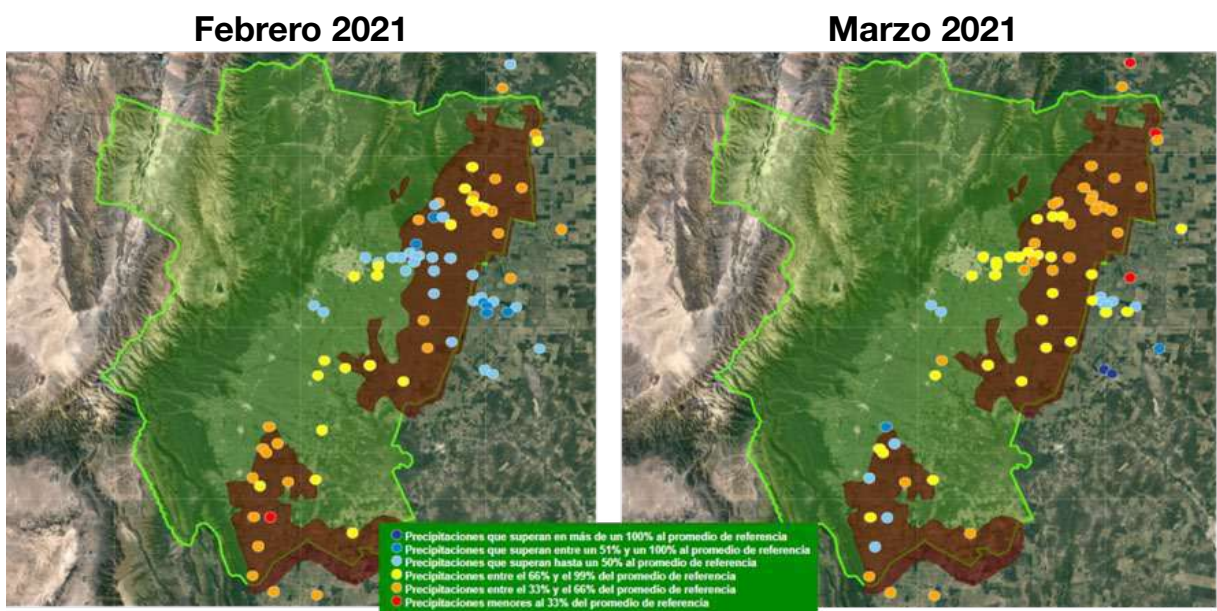 Febrero 2021
Marzo 2021
Precipitaciones que superan en más de un 100% al promedio de referencia
Precipitaciones que superan entre un 51% y un 100% al promedio de referencia
Precipitaciones que superan hasta un 50% al promedio de referencia
Precipitaciones entre el 66% y el 99% del promedio de referencia
Precipitaciones entre el 33% y el 66% del promedio de referencia
Precipitaciones menores al 33% del promedio de referencia